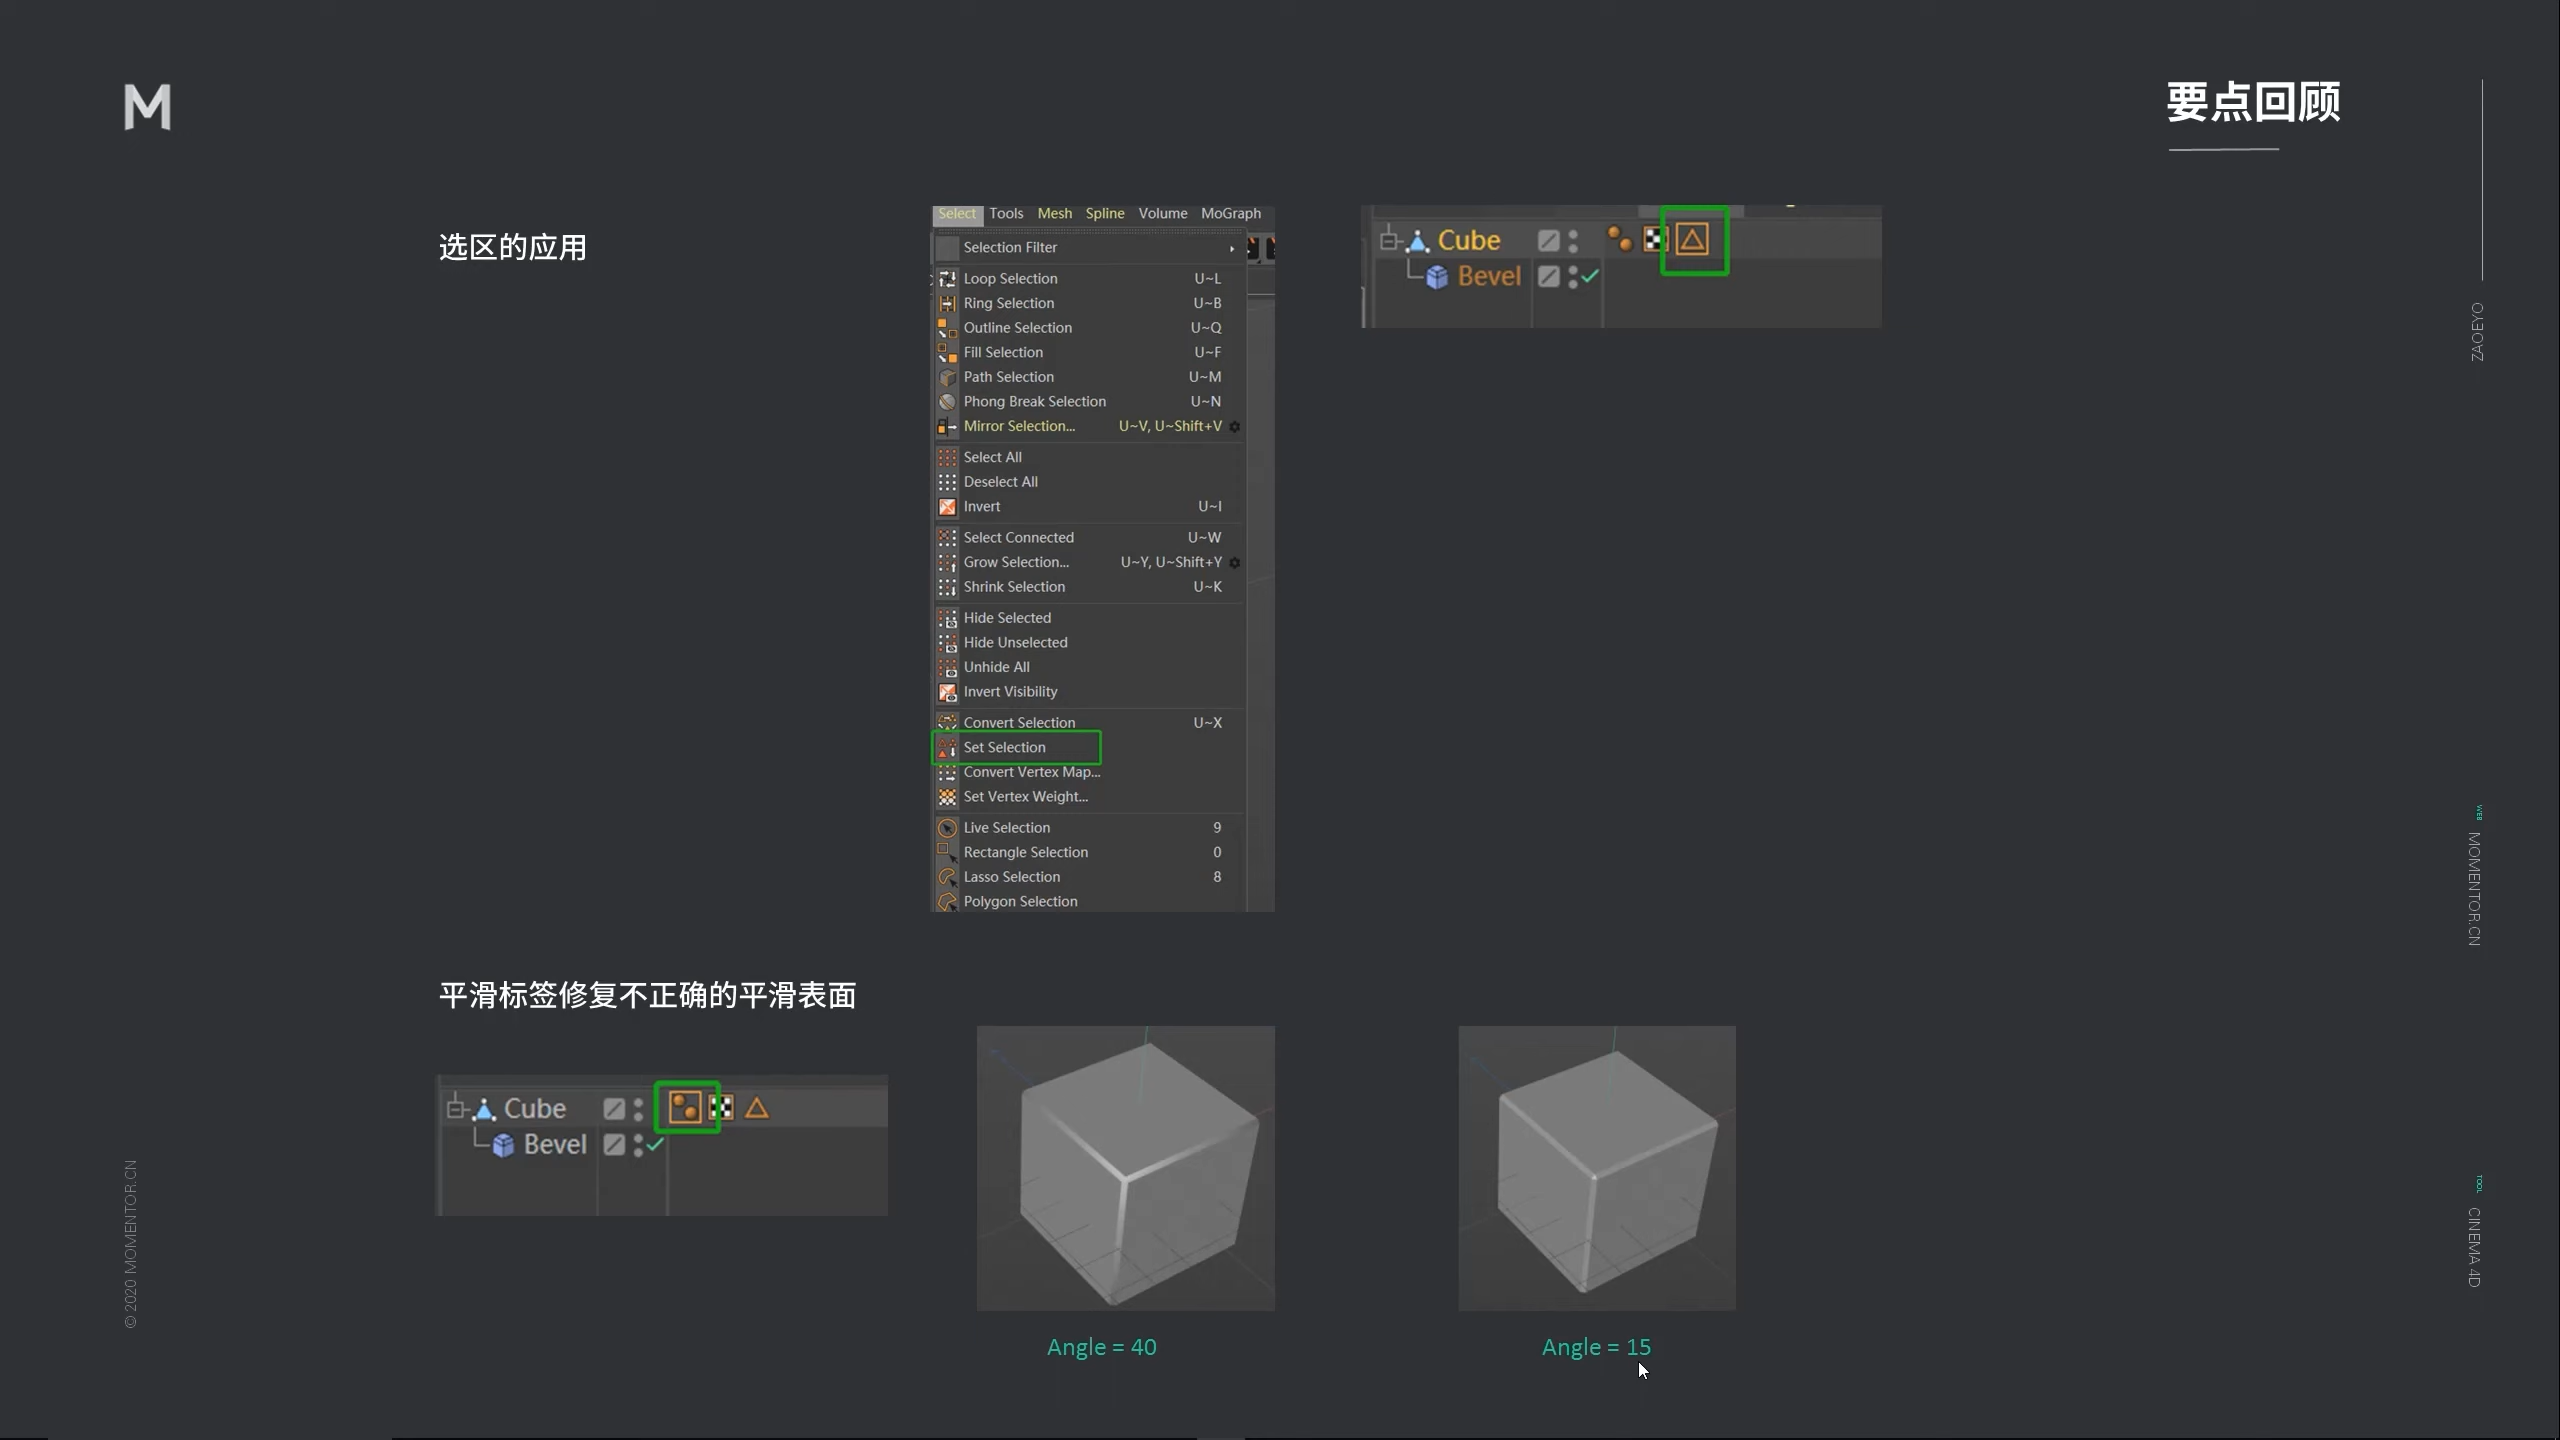 M
要点回顾
选区的应用
Select Tools Mesh Spline Volume MoGraph
Selection Filter
Loop Selection U~L
Ring Selection U~B
Outline Selection U~Q
Fill Selection U~F
Path Selection U~M
Phong Break Selection U~N
Mirror Selection... U~V, U~Shift+V
Select All
Deselect All
Invert U~I
Select Connected U~W
Grow Selection... U~Y, U~Shift+Y
Shrink Selection U~K
Hide Selected
Hide Unselected
Unhide All
Invert Visibility
Convert Selection U~X
Set Selection
Convert Vertex Map...
Set Vertex Weight...
Live Selection 9
Rectangle Selection 0
Lasso Selection 8
Polygon Selection
Cube
Bevel
平滑标签修复不正确的平滑表面
Cube
Bevel
Angle = 40
Angle = 15
© 2020 MOMENTOR.CN
ZAOEYO
WEB MOMENTOR.CN
TOOL CINEMA 4D